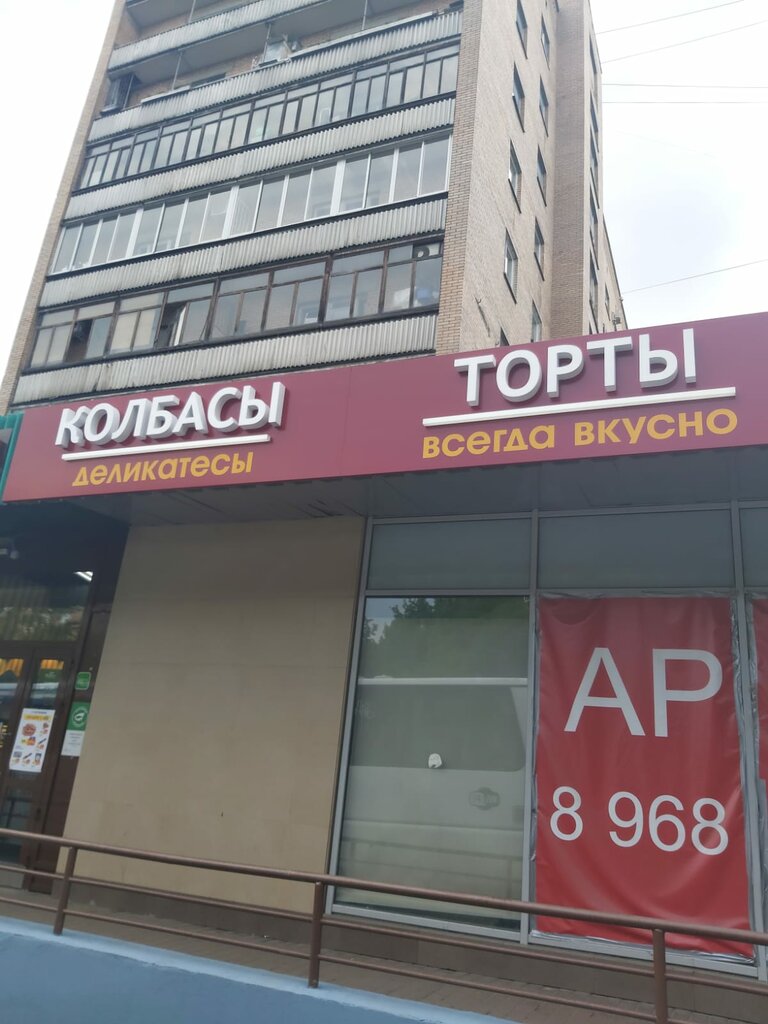 КОЛБАСЫ
деликатесы
ТОРТЫ
всегда вкусно
АР
8 968